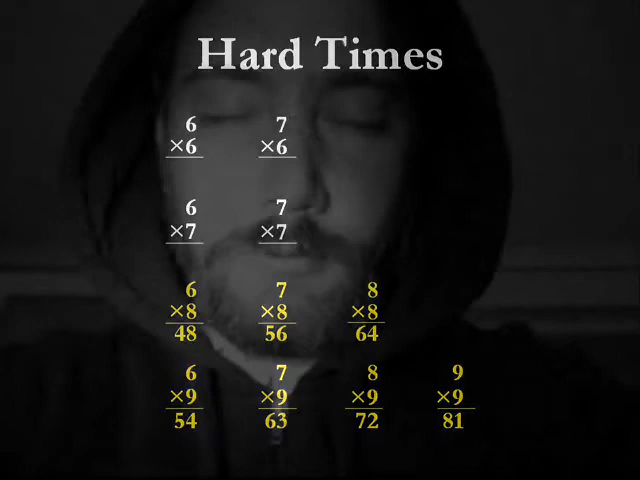 Hard Times
6 7
×6 ×6
6 7
×7 ×7
6 7 8
×8 ×8 ×8
48 56 64
6 7 8 9
×9 ×9 ×9 ×9
54 63 72 81